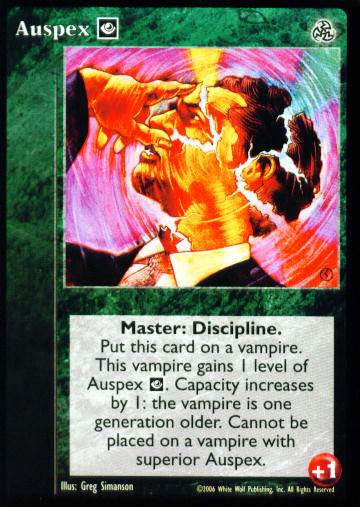 Auspex
Master: Discipline.
Put this card on a vampire.
This vampire gains 1 level of
Auspex . Capacity increases
by 1: the vampire is one
generation older. Cannot be
placed on a vampire with
superior Auspex.
+1
Illus: Greg Simanson
©2006 White Wolf Publishing, Inc. All Rights Reserved